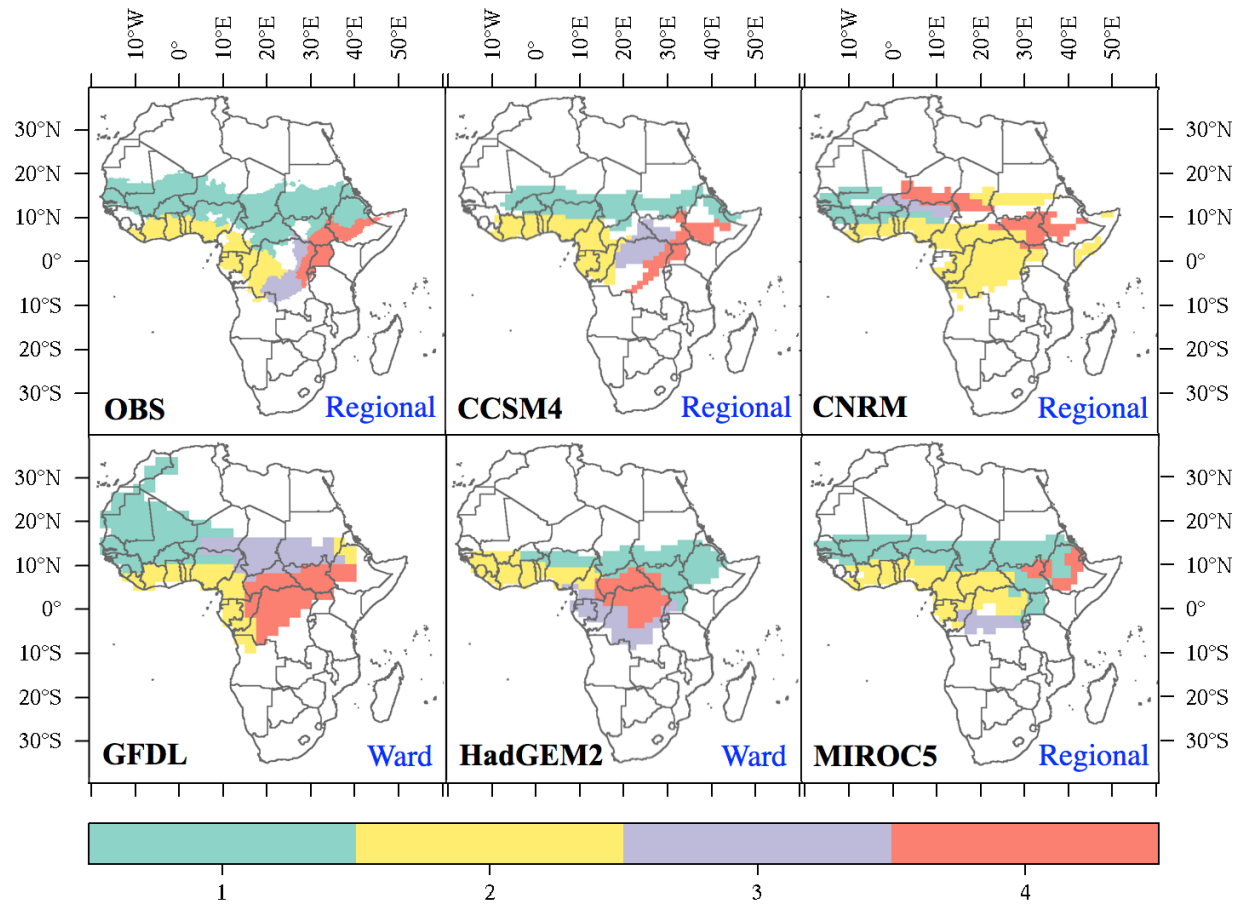 10°W 0° 10°E 20°E 30°E 50°E 10°W 0° 10°E 20°E 30°E 50°E 10°W 0° 10°E 20°E 30°E 50°E
30°N 30°N
20°N 20°N
10°N 10°N
0° 0°
10°S 10°S
20°S 20°S
30°S 30°S
OBS Regional CCSM4 Regional CNRM Regional
30°N 30°N
20°N 20°N
10°N 10°N
0° 0°
10°S 10°S
20°S 20°S
30°S 30°S
GFDL Ward HadGEM2 Ward MIROC5 Regional
1 2 3 4